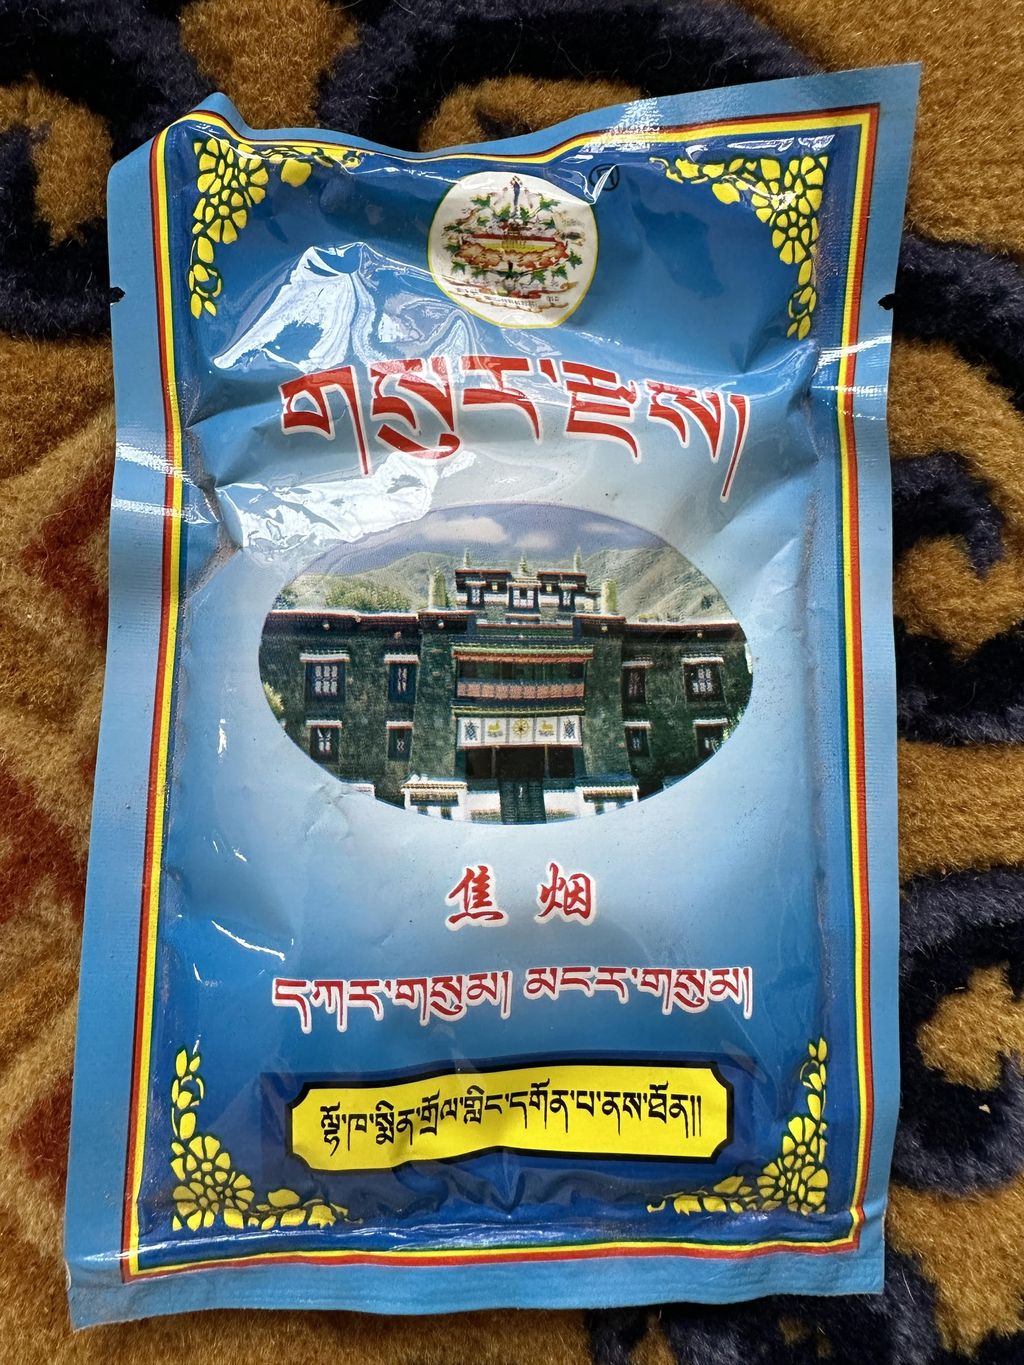 གསུར་རྫས།
焦烟
དཀར་གསུམ། མངར་གསུམ།
ལྷོ་ཁ་སྨིན་གྲོལ་གླིང་དགོན་པ་ནས་ཐོན།།